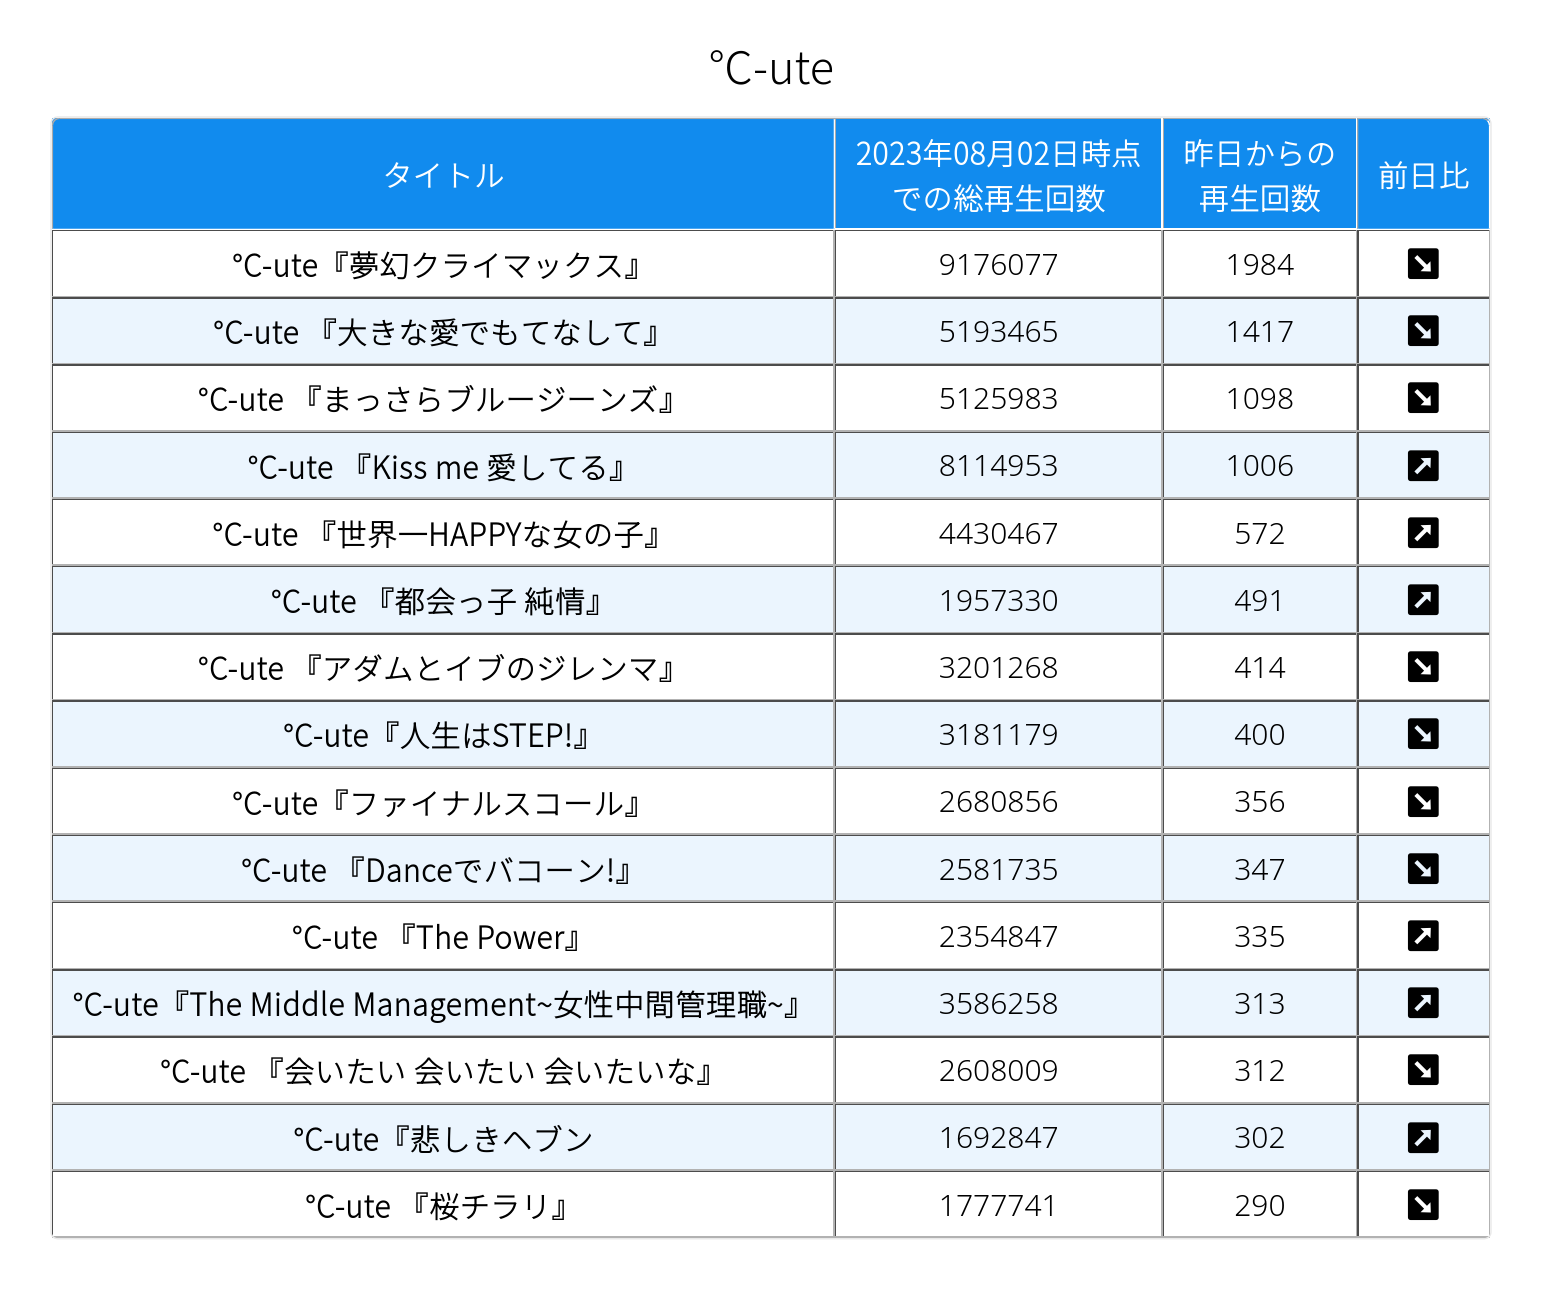 ℃-ute
タイトル
2023年08月02日時点
での総再生回数
昨日からの
再生回数
前日比
℃-ute『夢幻クライマックス』 9176077 1984 ↘
℃-ute 『大きな愛でもてなして』 5193465 1417 ↘
℃-ute 『まっさらブルージーンズ』 5125983 1098 ↘
℃-ute 『Kiss me 愛してる』 8114953 1006 ↗
℃-ute 『世界一HAPPYな女の子』 4430467 572 ↗
℃-ute 『都会っ子 純情』 1957330 491 ↗
℃-ute 『アダムとイブのジレンマ』 3201268 414 ↘
℃-ute『人生はSTEP!』 3181179 400 ↘
℃-ute『ファイナルスコール』 2680856 356 ↘
℃-ute 『Danceでバコーン!』 2581735 347 ↘
℃-ute 『The Power』 2354847 335 ↗
℃-ute『The Middle Management~女性中間管理職~』 3586258 313 ↗
℃-ute 『会いたい 会いたい 会いたいな』 2608009 312 ↘
℃-ute『悲しきヘブン 1692847 302 ↗
℃-ute 『桜チラリ』 1777741 290 ↘